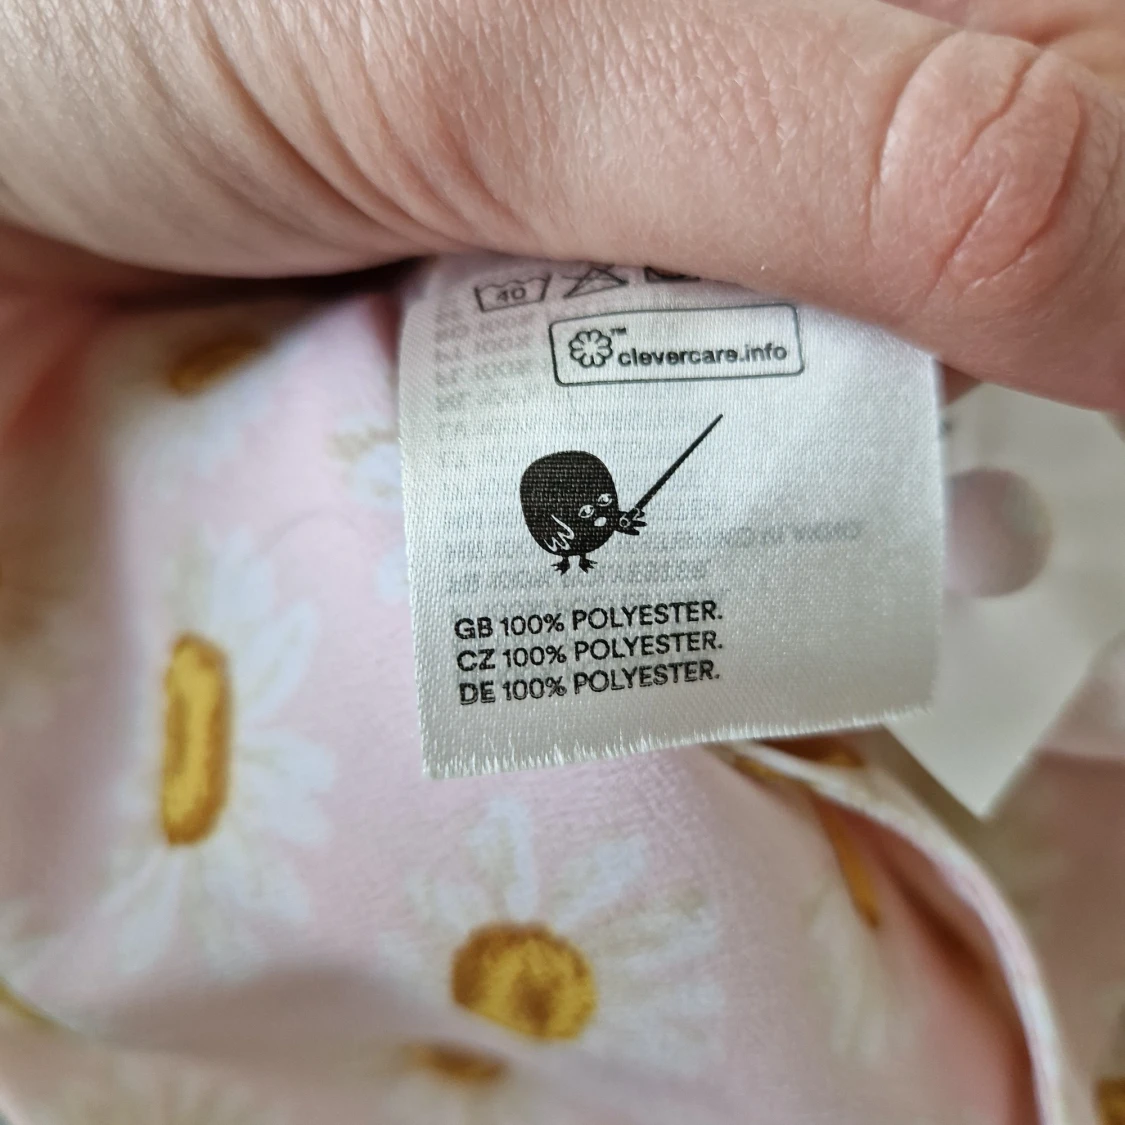 40
™
clevercare.info
GB 100% POLYESTER.
CZ 100% POLYESTER.
DE 100% POLYESTER.